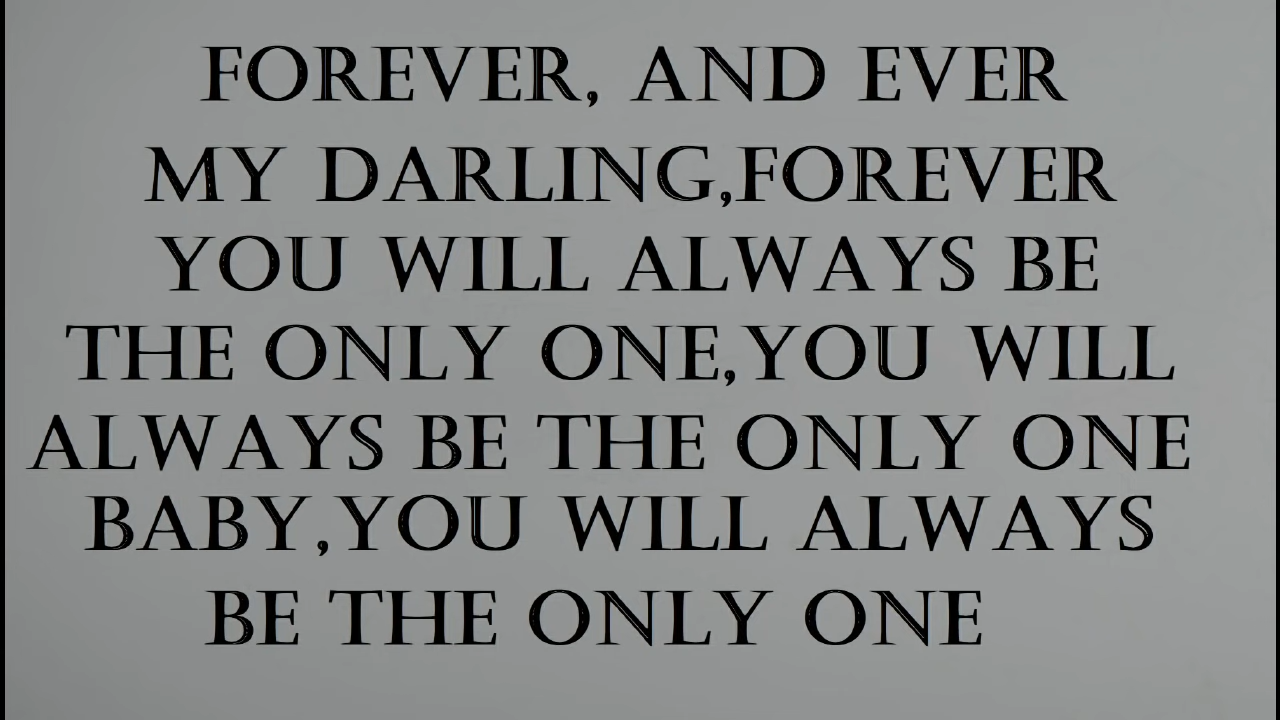 FOREVER, AND EVER
MY DARLING,FOREVER
YOU WILL ALWAYS BE
THE ONLY ONE,YOU WILL
ALWAYS BE THE ONLY ONE
BABY,YOU WILL ALWAYS
BE THE ONLY ONE